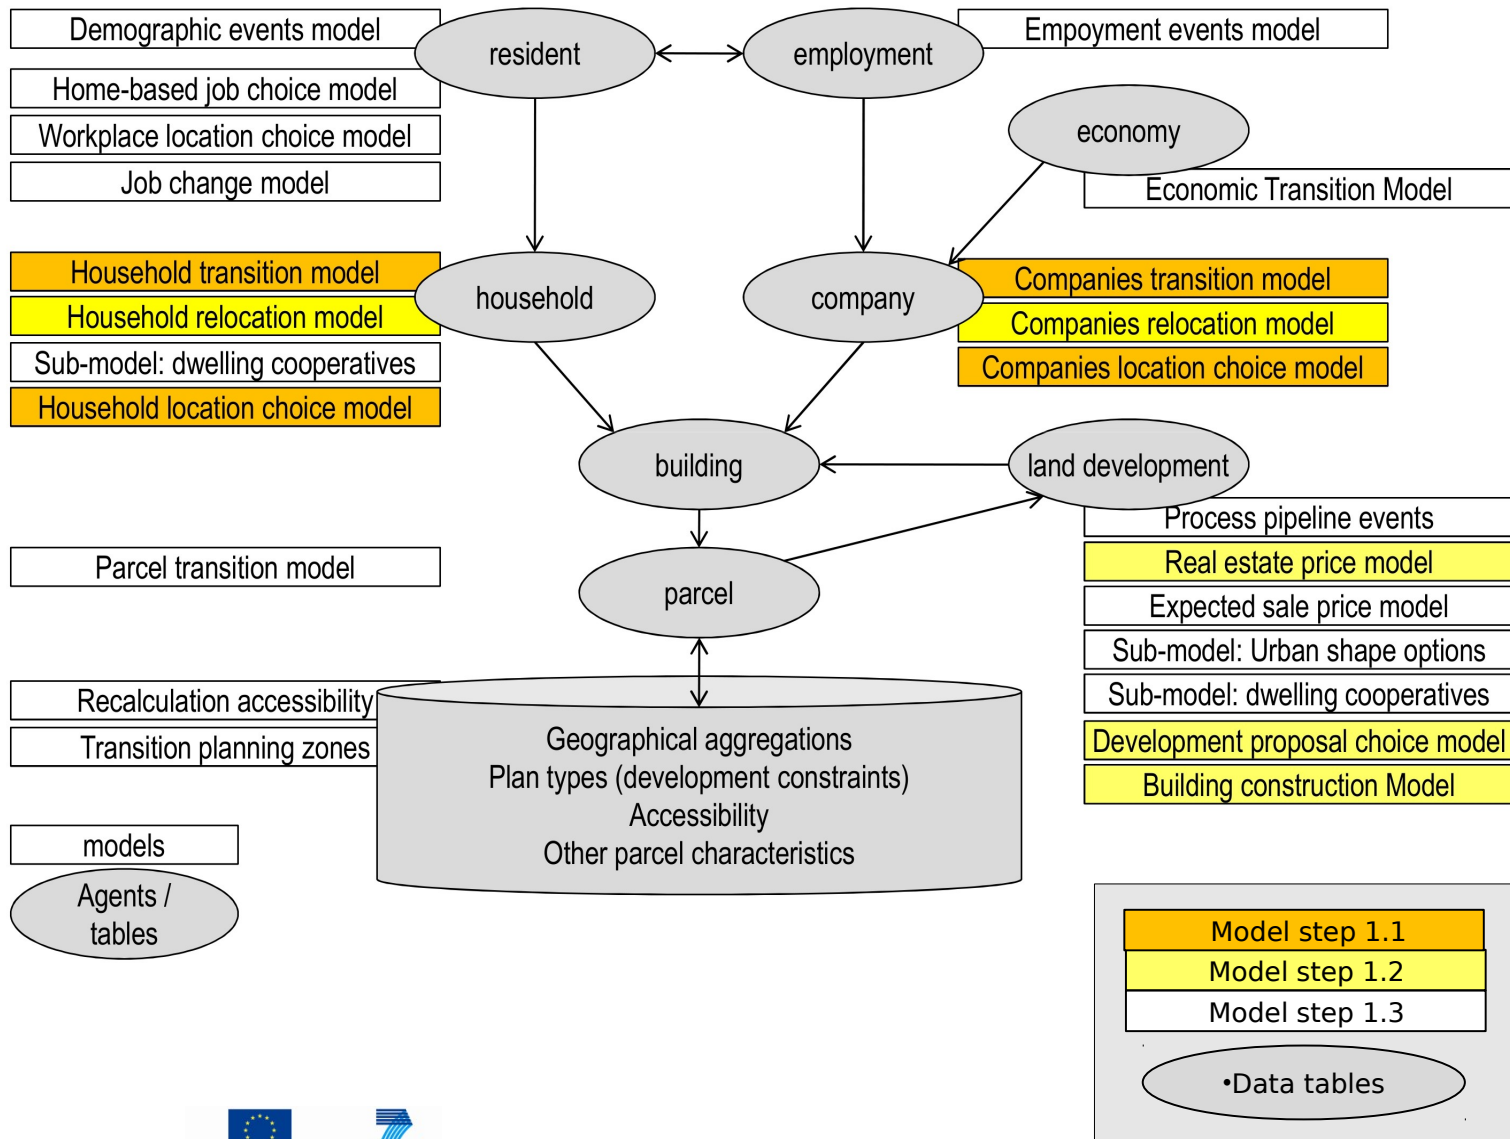 Demographic events model
resident
employment
Empoyment events model
Home-based job choice model
Workplace location choice model
Job change model
economy
Economic Transition Model
Household transition model
Household relocation model
Sub-model: dwelling cooperatives
Household location choice model
household
company
Companies transition model
Companies relocation model
Companies location choice model
building
land development
Process pipeline events
Real estate price model
Expected sale price model
Sub-model: Urban shape options
Sub-model: dwelling cooperatives
Development proposal choice model
Building construction Model
Parcel transition model
parcel
Recalculation accessibility
Transition planning zones
Geographical aggregations
Plan types (development constraints)
Accessibility
Other parcel characteristics
models
Agents /
tables
Model step 1.1
Model step 1.2
Model step 1.3
•Data tables